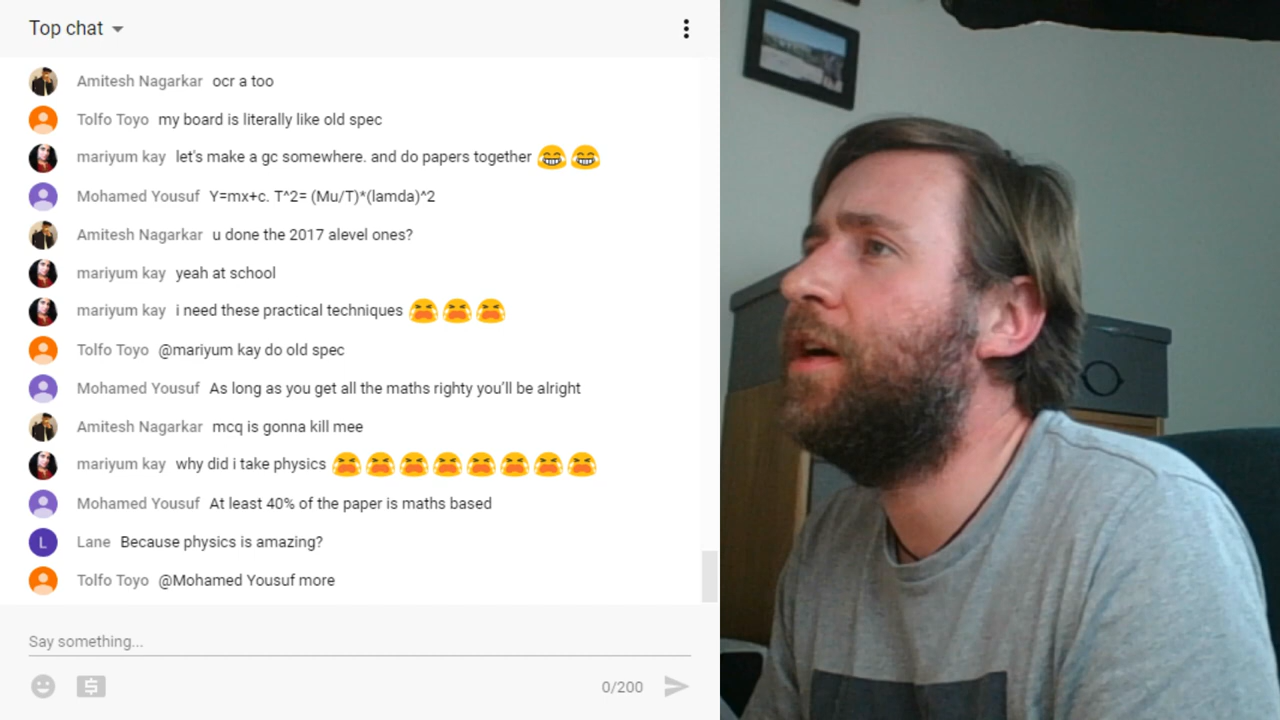 Top chat
Amitesh Nagarkar ocr a too
Tolfo Toyo my board is literally like old spec
mariyum kay let's make a gc somewhere. and do papers together 😂 😂
Mohamed Yousuf Y=mx+c. T^2= (Mu/T)*(lamda)^2
Amitesh Nagarkar u done the 2017 alevel ones?
mariyum kay yeah at school
mariyum kay i need these practical techniques 😫 😫 😫
Tolfo Toyo @mariyum kay do old spec
Mohamed Yousuf As long as you get all the maths righty you’ll be alright
Amitesh Nagarkar mcq is gonna kill mee
mariyum kay why did i take physics 😫 😫 😫 😫 😫 😫 😫 😫
Mohamed Yousuf At least 40% of the paper is maths based
L Lane Because physics is amazing?
Tolfo Toyo @Mohamed Yousuf more
Say something...
0/200